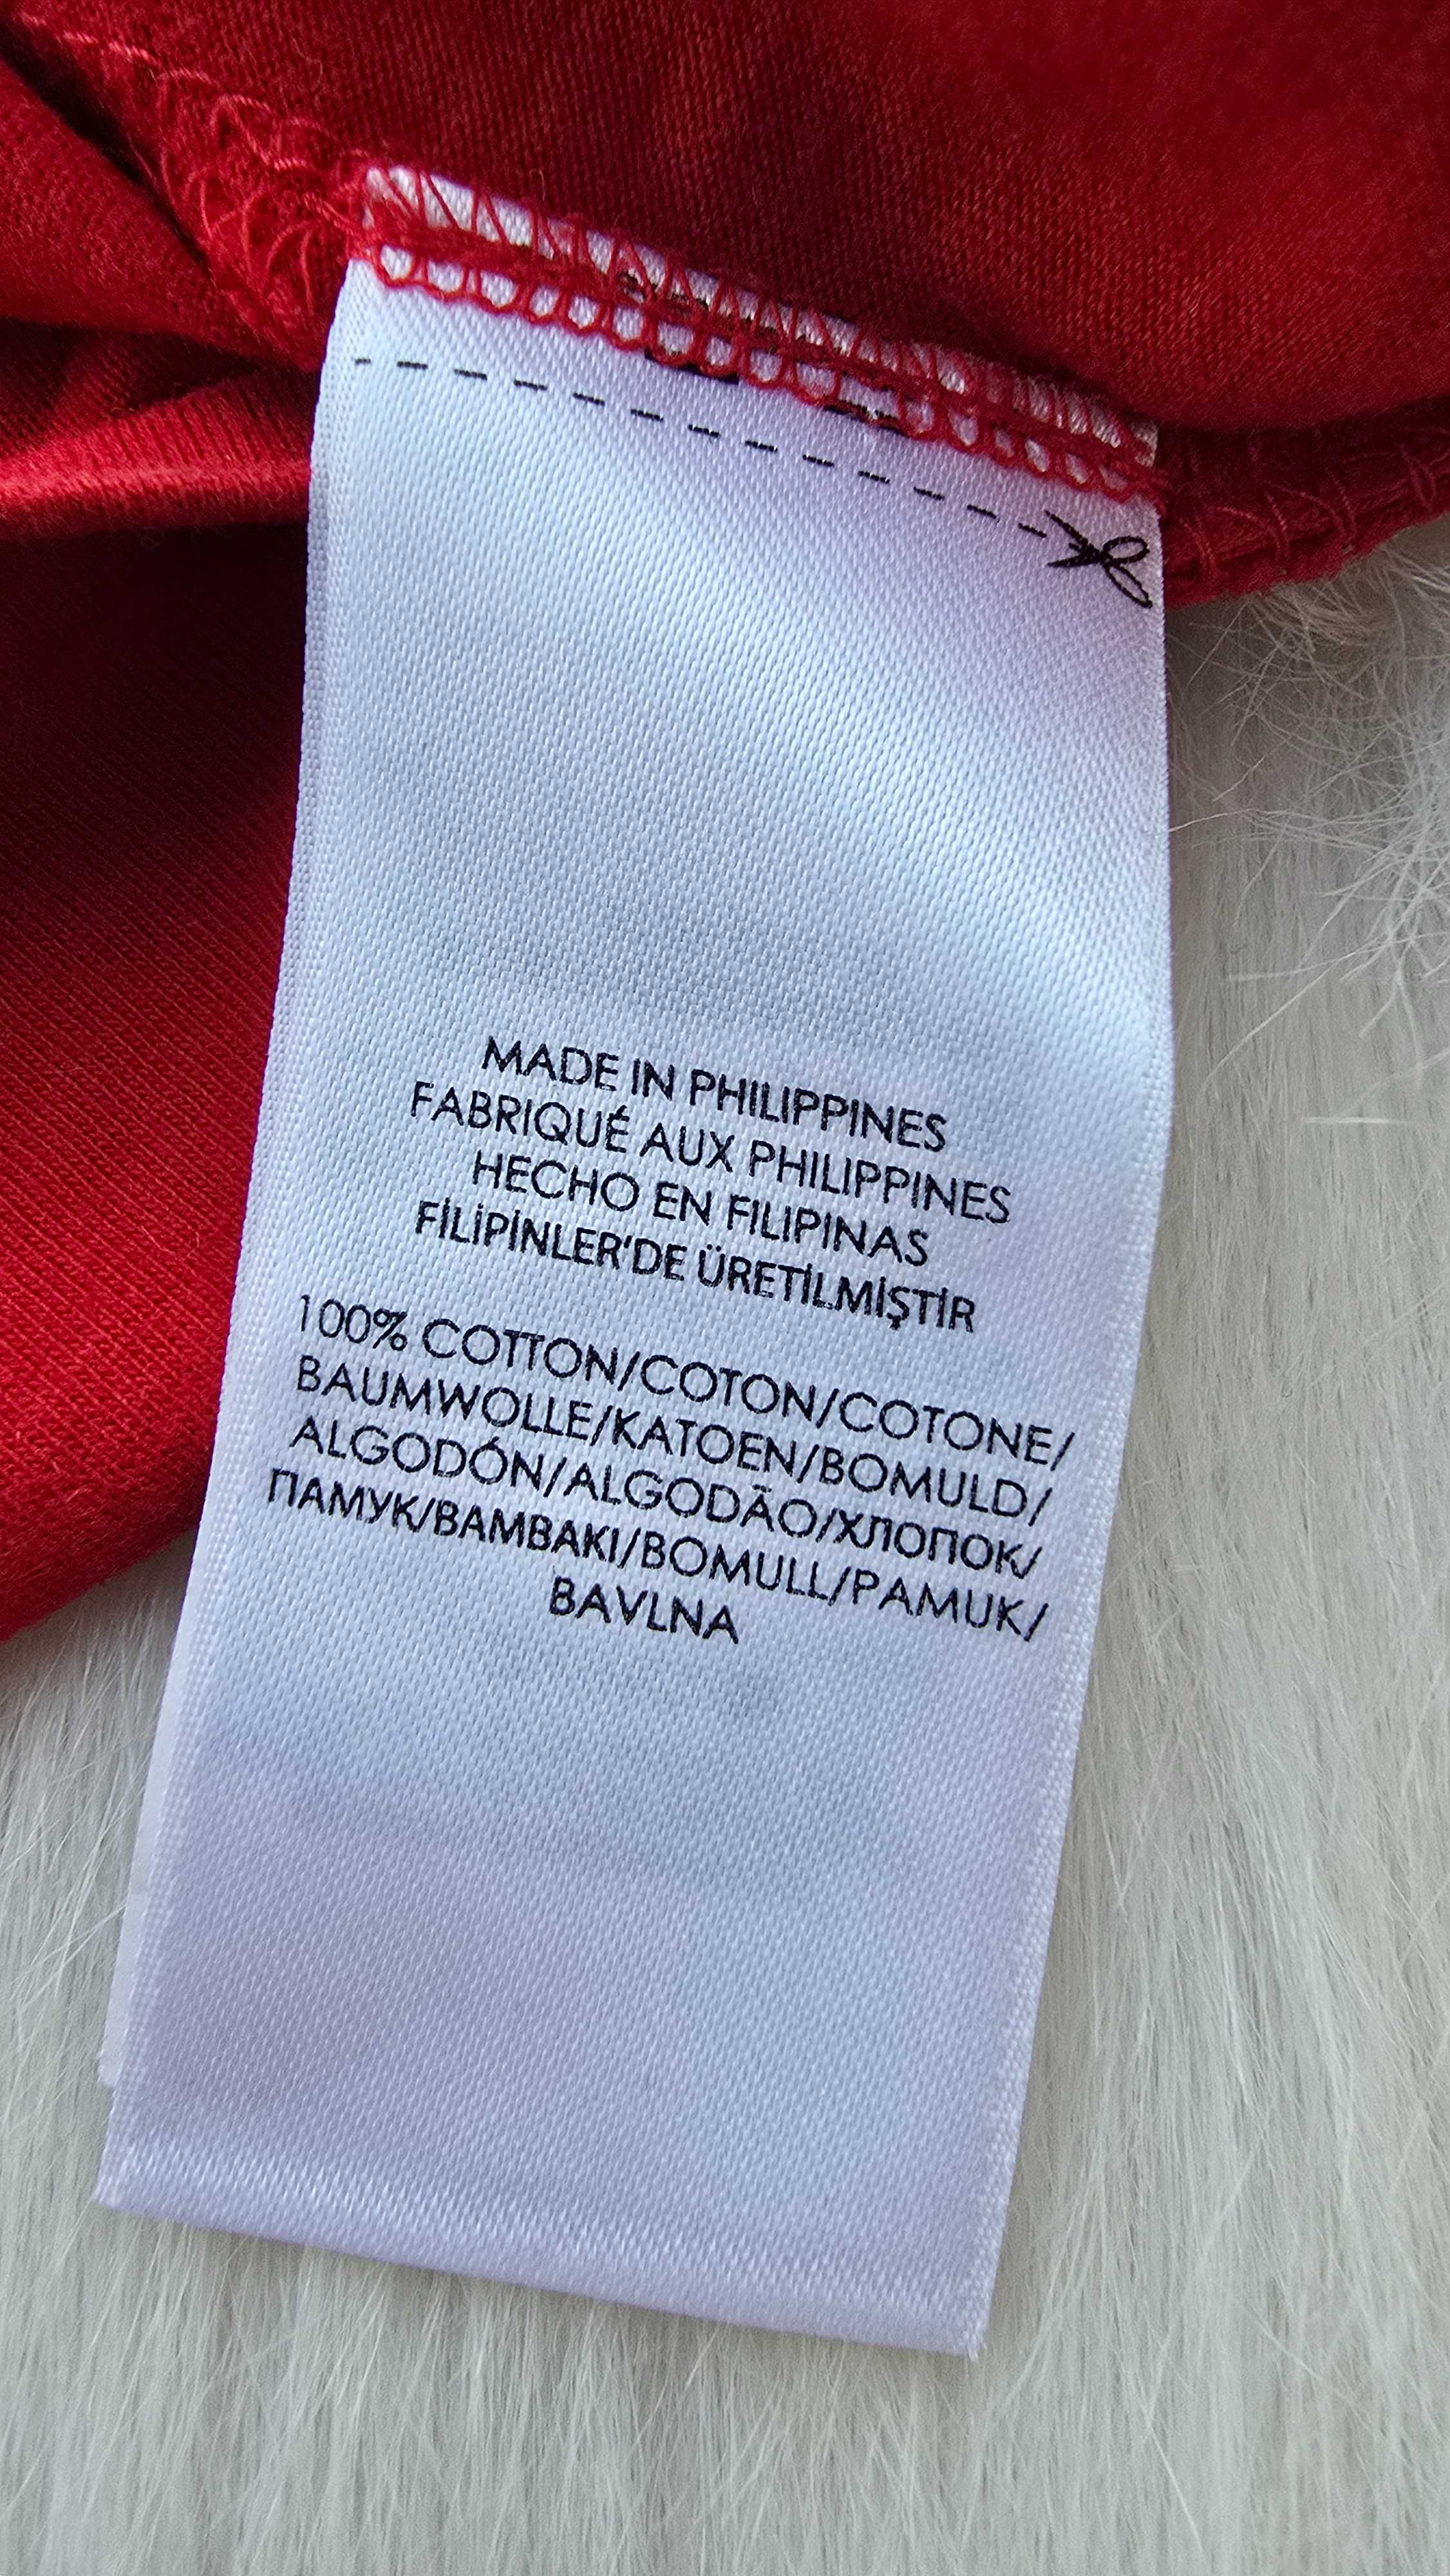 MADE IN PHILIPPINES
FABRIQUÉ AUX PHILIPPINES
HECHO EN FILIPINAS
FİLİPİNLER'DE ÜRETİLMİŞTİR
100% COTTON/COTON/COTONE/
BAUMWOLLE/KATOEN/BOMULD/
ALGODÓN/ALGODÃO/ХЛОПОК/
ПАМУК/ΒΑΜΒΑΚΙ/BOMULL/PAMUK/
BAVLNA